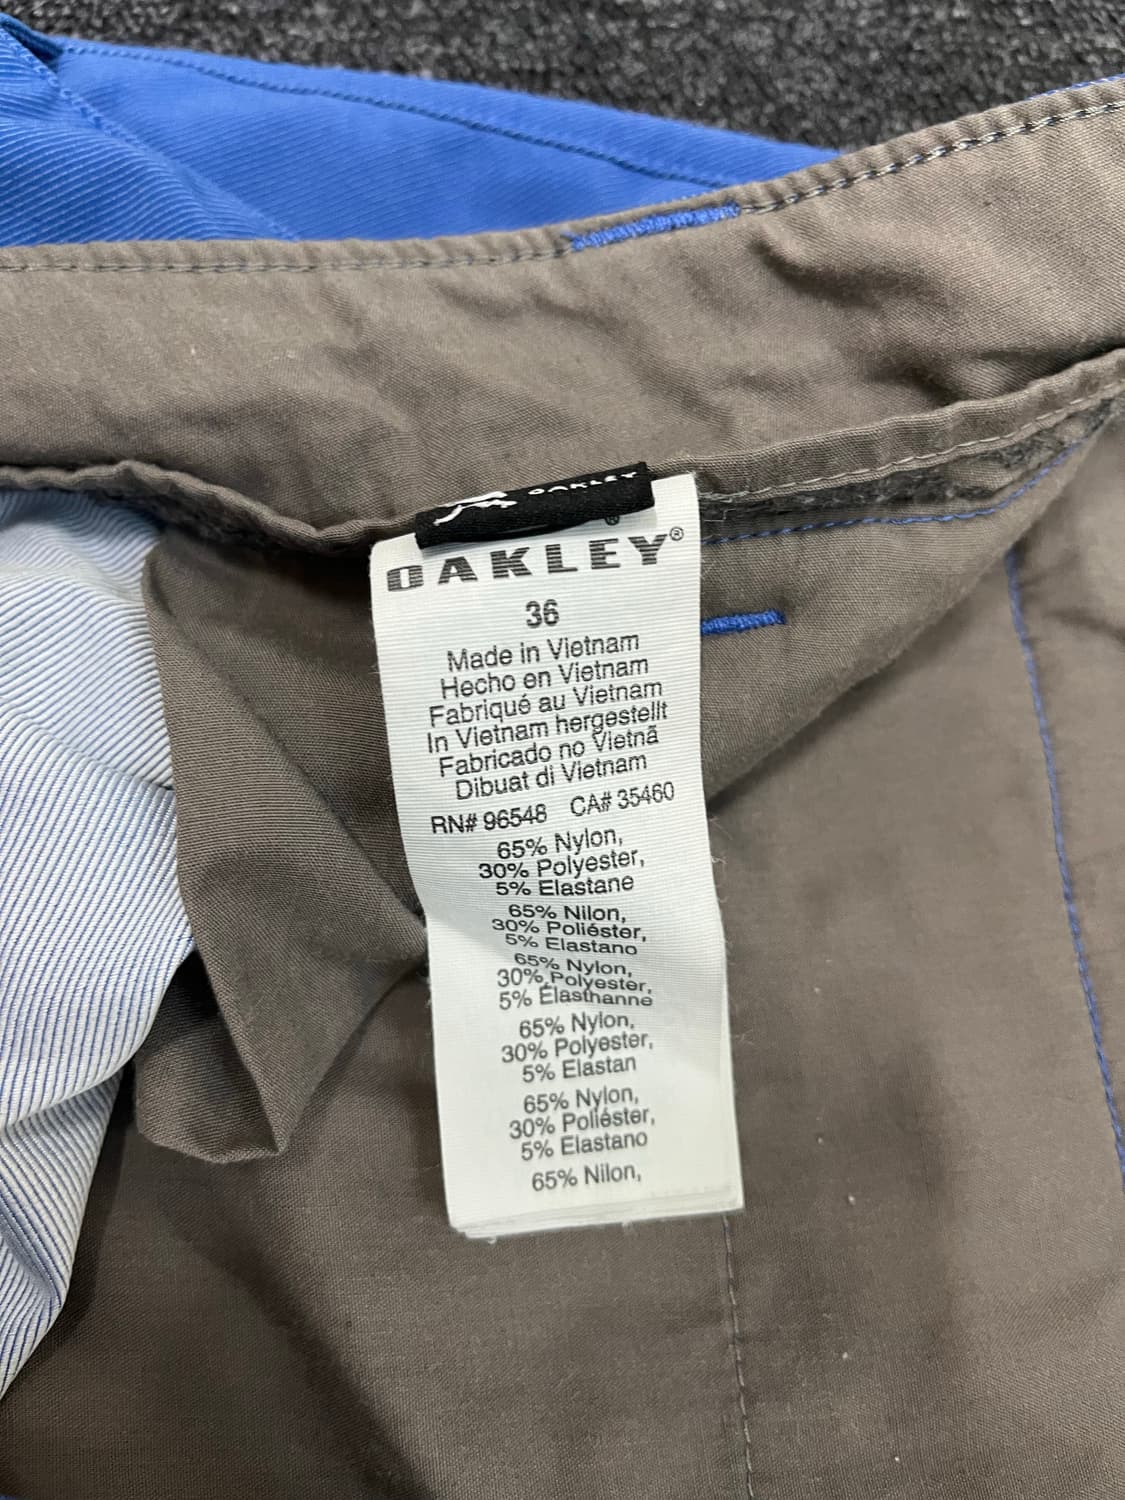 OAKLEY
®
OAKLEY®
36
Made in Vietnam
Hecho en Vietnam
Fabriqué au Vietnam
In Vietnam hergestellt
Fabricado no Vietnã
Dibuat di Vietnam
RN# 96548 CA# 35460
65% Nylon,
30% Polyester,
5% Elastane
65% Nilon,
30% Poliéster,
5% Elastano
65% Nylon,
30% Polyester,
5% Élasthanne
65% Nylon,
30% Polyester,
5% Elastan
65% Nylon,
30% Poliéster,
5% Elastano
65% Nilon,